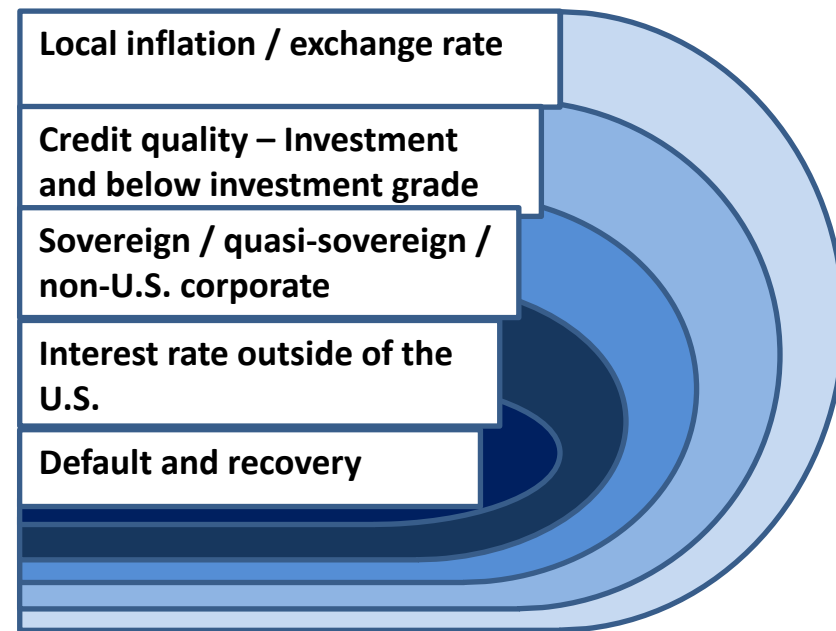 Local inflation / exchange rate
Credit quality – Investment
and below investment grade
Sovereign / quasi-sovereign /
non-U.S. corporate
Interest rate outside of the
U.S.
Default and recovery